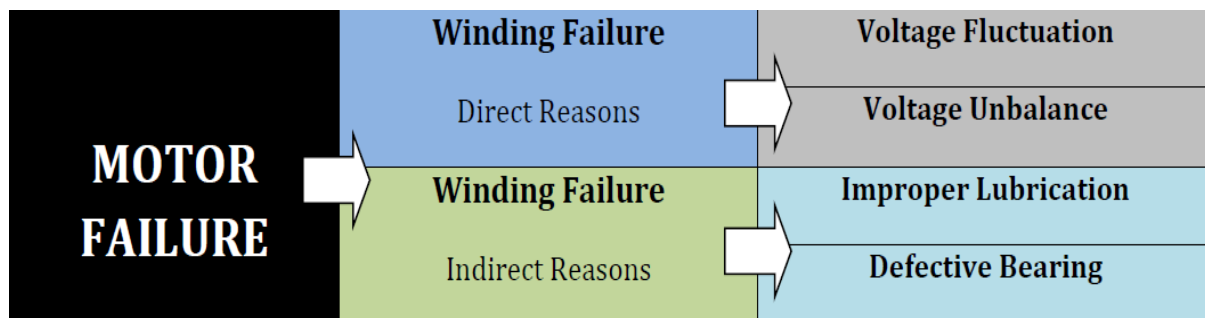 MOTOR
FAILURE
Winding Failure
Direct Reasons
Voltage Fluctuation
Voltage Unbalance
Winding Failure
Indirect Reasons
Improper Lubrication
Defective Bearing